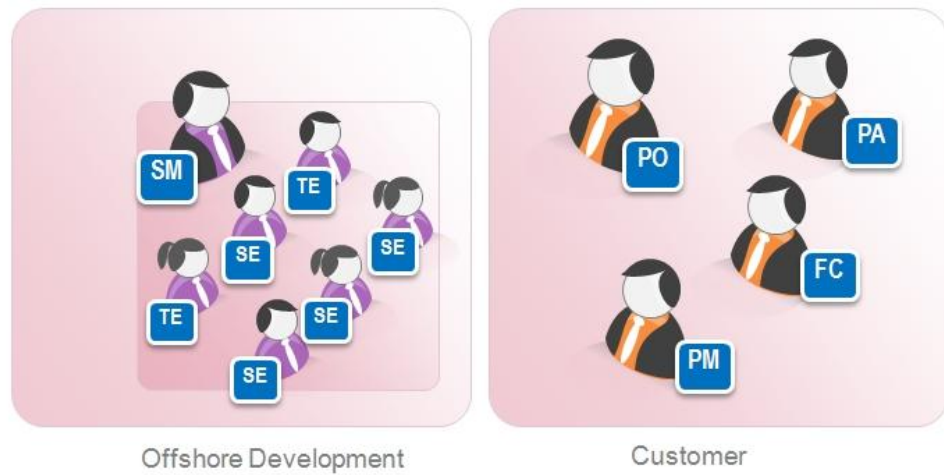 SM
TE
SE
SE
TE
SE
SE
Offshore Development
PO
PA
FC
PM
Customer